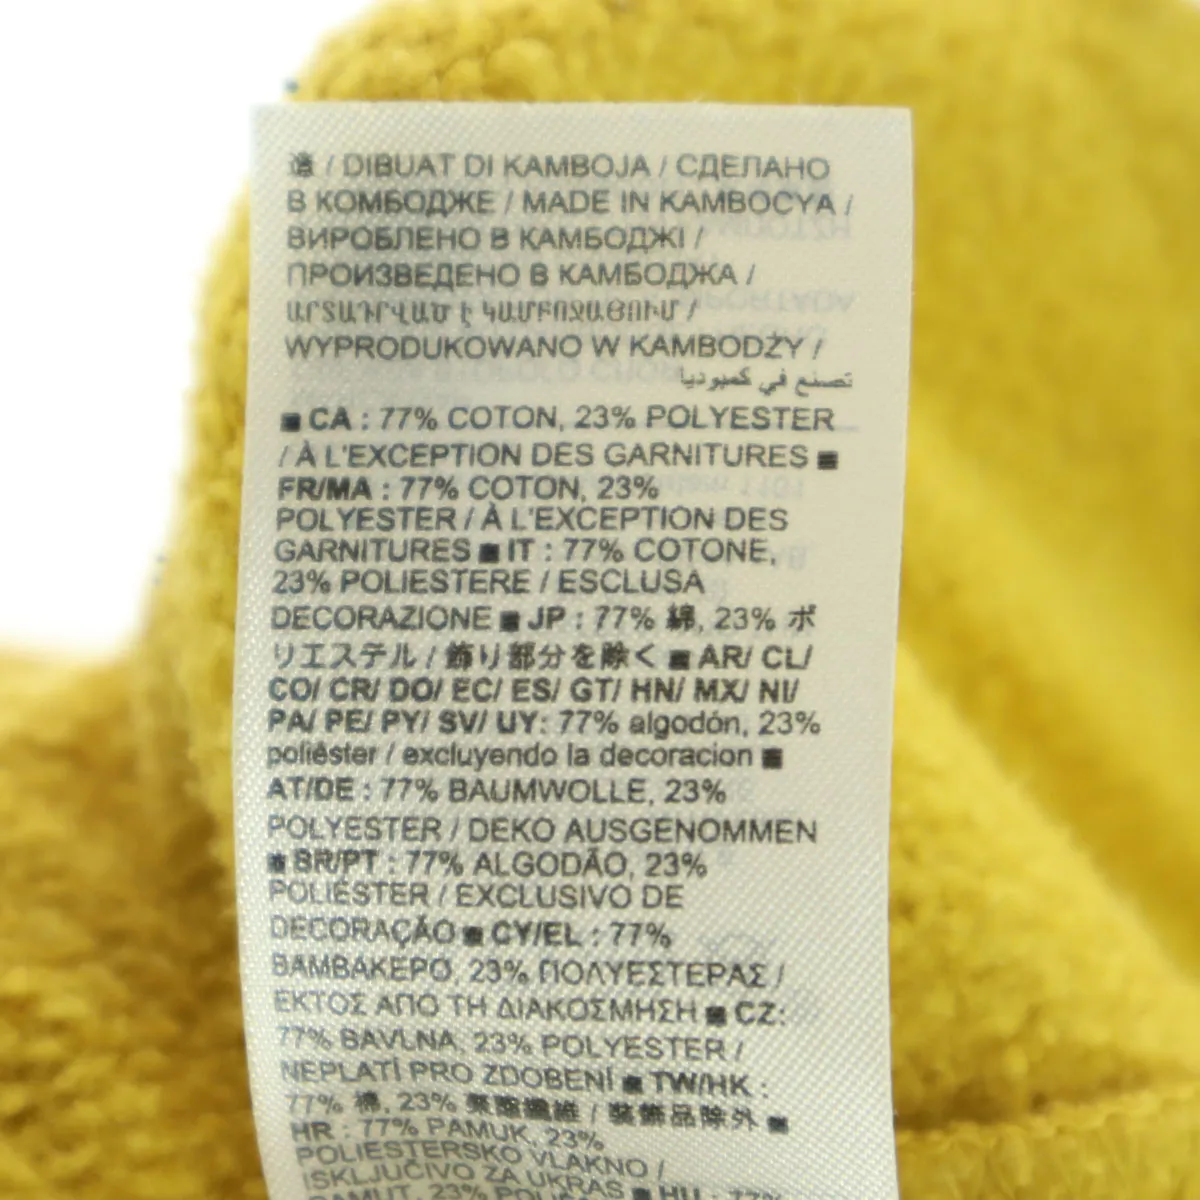 造 / DIBUAT DI KAMBOJA / СДЕЛАНО
В КОМБОДЖЕ / MADE IN KAMBOCYA /
ВИРОБЛЕНО В КАМБОДЖІ /
ПРОИЗВЕДЕНО В КАМБОДЖА /
ԱՐՏԱԴՐՎԱԾ Է ԿԱՄԲՈՋԱՅՈՒՄ /
WYPRODUKOWANO W KAMBODŻY /
تصنع في كمبوديا
■ CA : 77% COTON, 23% POLYESTER
/ À L'EXCEPTION DES GARNITURES ■
FR/MA : 77% COTON, 23%
POLYESTER / À L'EXCEPTION DES
GARNITURES ■ IT : 77% COTONE,
23% POLIESTERE / ESCLUSA
DECORAZIONE ■ JP : 77% 綿, 23% ポ
リエステル / 飾り部分を除く ■ AR/ CL/
CO/ CR/ DO/ EC/ ES/ GT/ HN/ MX/ NI/
PA/ PE/ PY/ SV/ UY: 77% algodón, 23%
poliéster / excluyendo la decoracion ■
AT/DE : 77% BAUMWOLLE, 23%
POLYESTER / DEKO AUSGENOMMEN
■ BR/PT : 77% ALGODÃO, 23%
POLIÉSTER / EXCLUSIVO DE
DECORAÇÃO ■ CY/EL : 77%
ΒΑΜΒΑΚΕΡΟ, 23% ΠΟΛΥΕΣΤΕΡΑΣ /
ΕΚΤΟΣ ΑΠΟ ΤΗ ΔΙΑΚΟΣΜΗΣΗ ■ CZ:
77% BAVLNA, 23% POLYESTER /
NEPLATÍ PRO ZDOBENÍ ■ TW/HK :
77% 棉, 23% 聚酯纖維 / 裝飾品除外 ■
HR : 77% PAMUK, 23%
POLIESTERSKO VLAKNO /
ISKLJUČIVO ZA UKRAS ■ HU : 77%
PAMUT, 23%